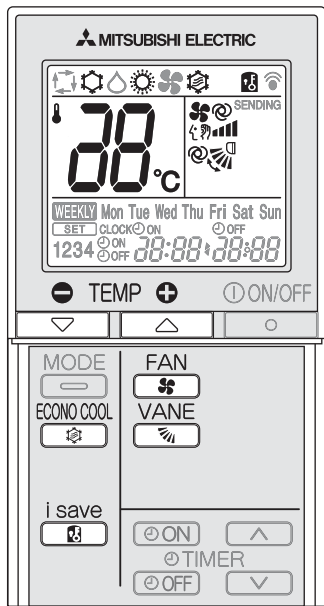 MITSUBISHI ELECTRIC
SENDING
88°C
WEEKLY Mon Tue Wed Thu Fri Sat Sun
SET CLOCK ON OFF
1234 ON OFF 88:88 88:88
TEMP ON/OFF
MODE FAN
ECONO COOL VANE
i save
ON
TIMER
OFF